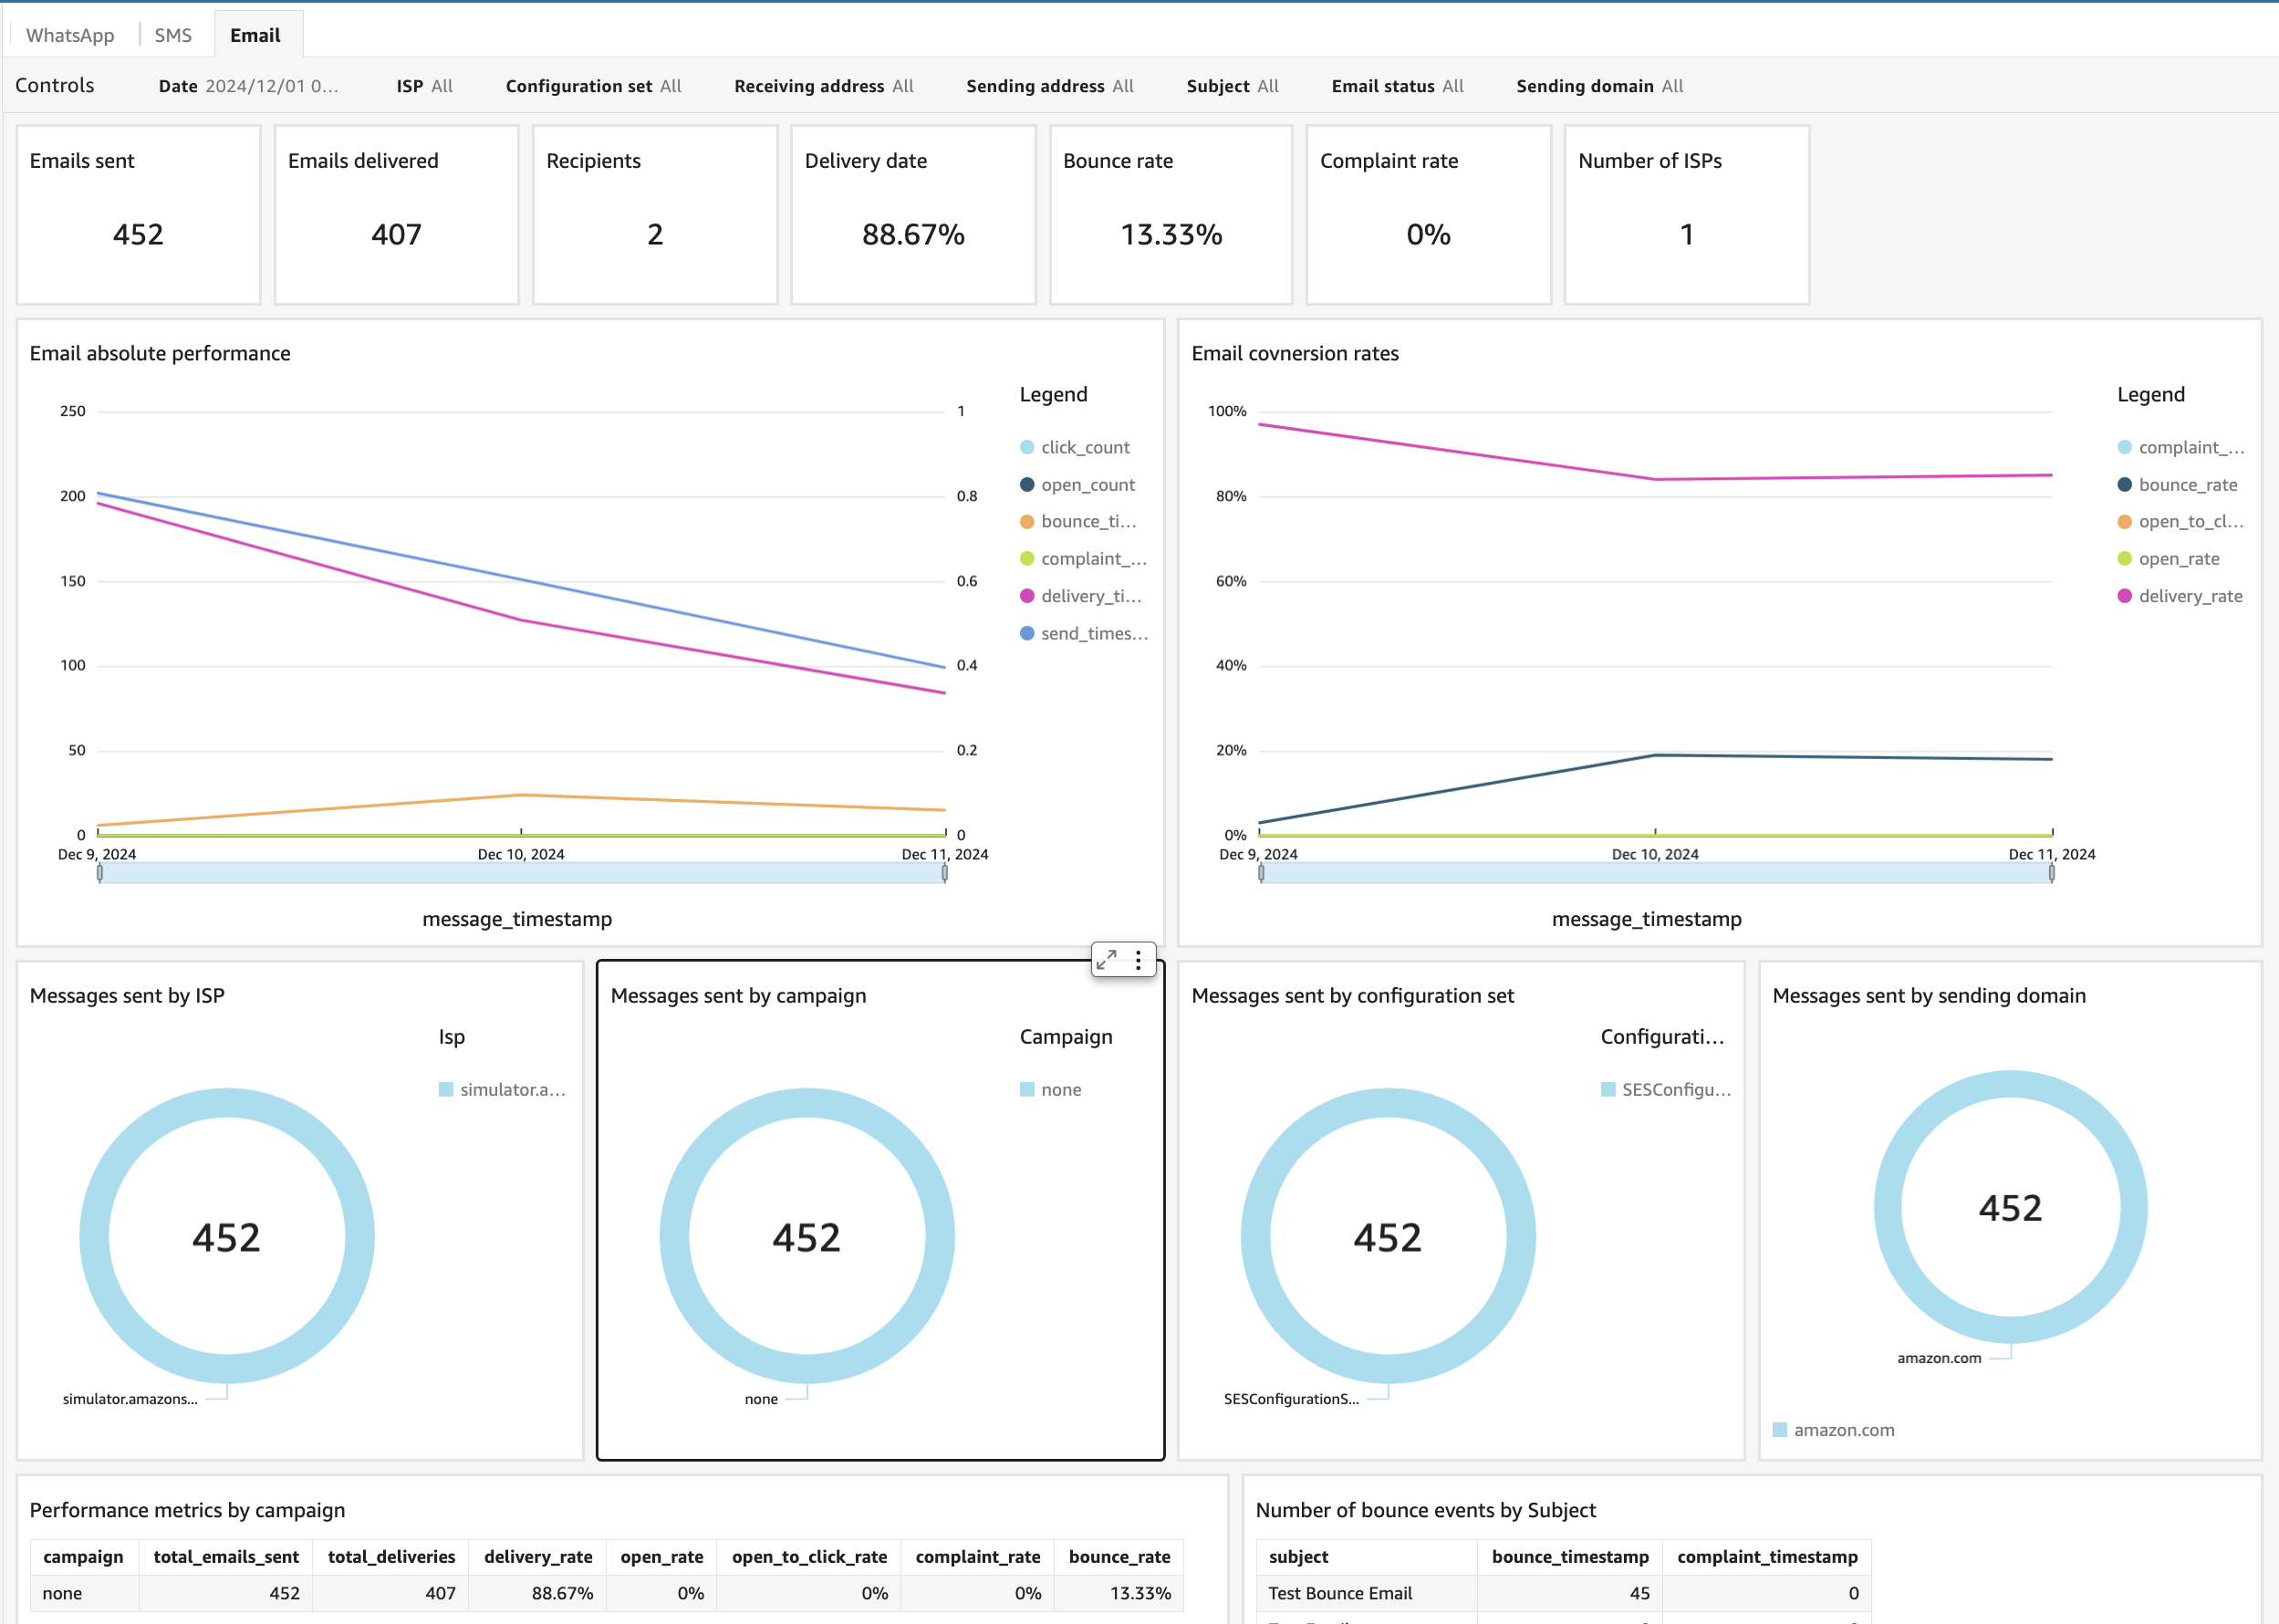 WhatsApp SMS Email
Controls Date 2024/12/01 0... ISP All Configuration set All Receiving address All Sending address All Subject All Email status All Sending domain All
Emails sent
452
Emails delivered
407
Recipients
2
Delivery date
88.67%
Bounce rate
13.33%
Complaint rate
0%
Number of ISPs
1
Email absolute performance
250
200
150
100
50
0
1
0.8
0.6
0.4
0.2
0
Dec 9, 2024 Dec 10, 2024 Dec 11, 2024
message_timestamp
Legend
click_count
open_count
bounce_ti...
complaint_...
delivery_ti...
send_times...
Email covnersion rates
100%
80%
60%
40%
20%
0%
Dec 9, 2024 Dec 10, 2024 Dec 11, 2024
message_timestamp
Legend
complaint_...
bounce_rate
open_to_cl...
open_rate
delivery_rate
Messages sent by ISP
Isp
simulator.a...
452
simulator.amazons...
Messages sent by campaign
Campaign
none
452
none
Messages sent by configuration set
Configurati...
SESConfigu...
452
SESConfigurationS...
Messages sent by sending domain
452
amazon.com
amazon.com
Performance metrics by campaign
campaign total_emails_sent total_deliveries delivery_rate open_rate open_to_click_rate complaint_rate bounce_rate
none 452 407 88.67% 0% 0% 0% 13.33%
Number of bounce events by Subject
subject bounce_timestamp complaint_timestamp
Test Bounce Email 45 0